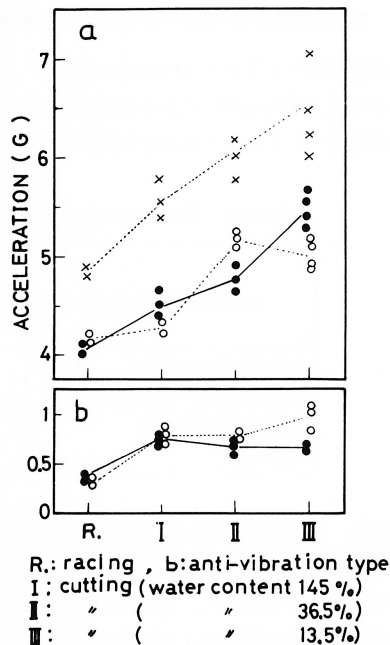 a
7
6
5
4
ACCELERATION (G)
b
1
0.5
0
R. I II III
R.: racing , b: anti-vibration type
I : cutting (water content 145 %)
II : 〃 ( 〃 36.5%)
III : 〃 ( 〃 13.5%)